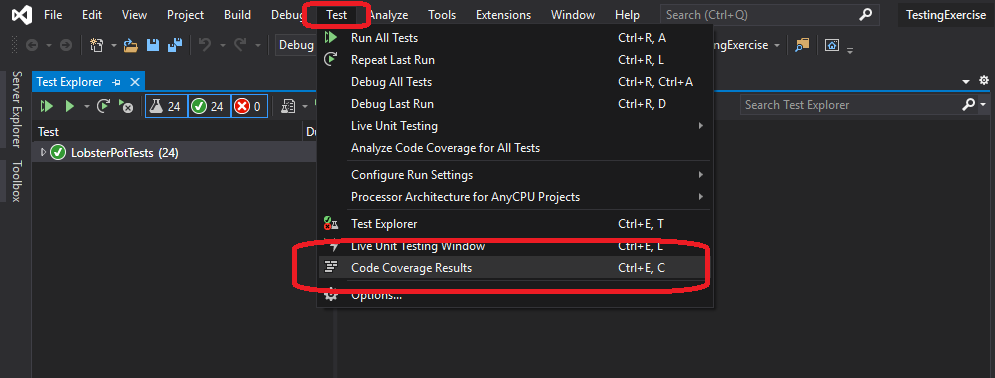 File Edit View Project Build Debug Test Analyze Tools Extensions Window Help Search (Ctrl+Q) TestingExercise
Debug
Server Explorer
Toolbox
Test Explorer
24 24 0
Search Test Explorer
Test
LobsterPotTests (24)
Run All Tests Ctrl+R, A
Repeat Last Run Ctrl+R, L
Debug All Tests Ctrl+R, Ctrl+A
Debug Last Run Ctrl+R, D
Live Unit Testing
Analyze Code Coverage for All Tests
Configure Run Settings
Processor Architecture for AnyCPU Projects
Test Explorer Ctrl+E, T
Live Unit Testing Window Ctrl+E, L
Code Coverage Results Ctrl+E, C
Options...